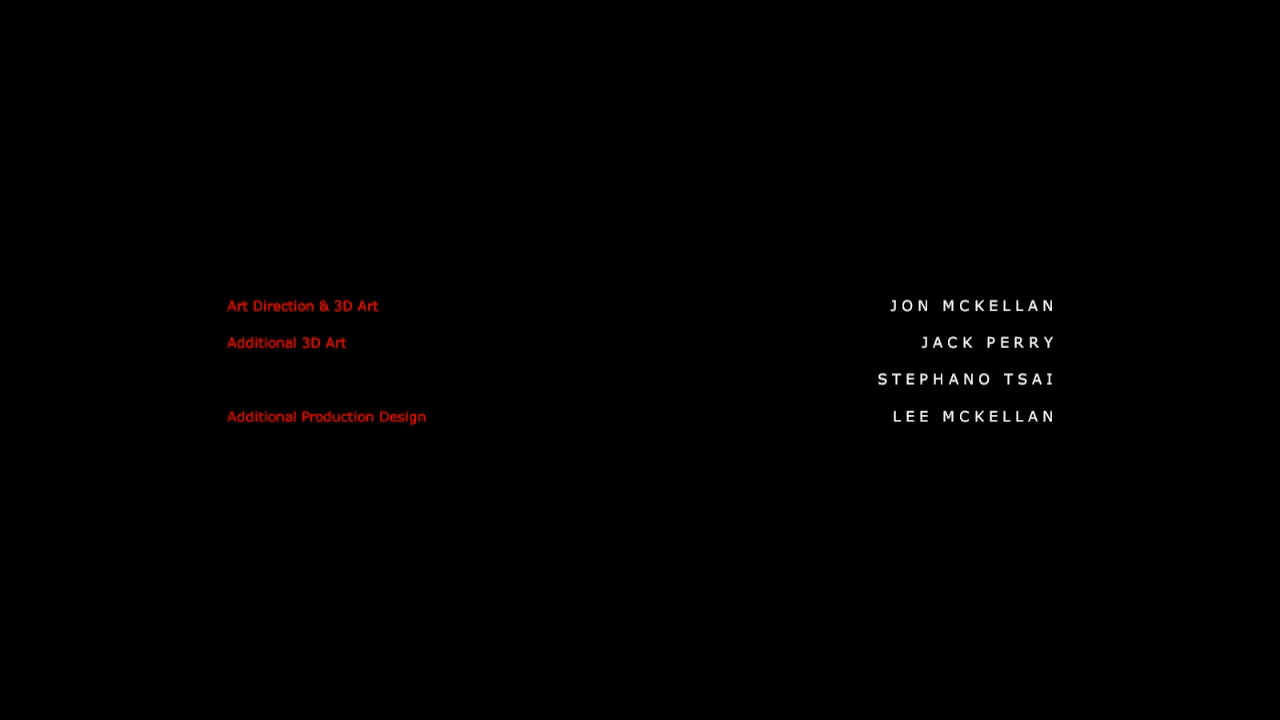 Art Direction & 3D Art JON MCKELLAN
Additional 3D Art JACK PERRY
STEPHANO TSAI
Additional Production Design LEE MCKELLAN